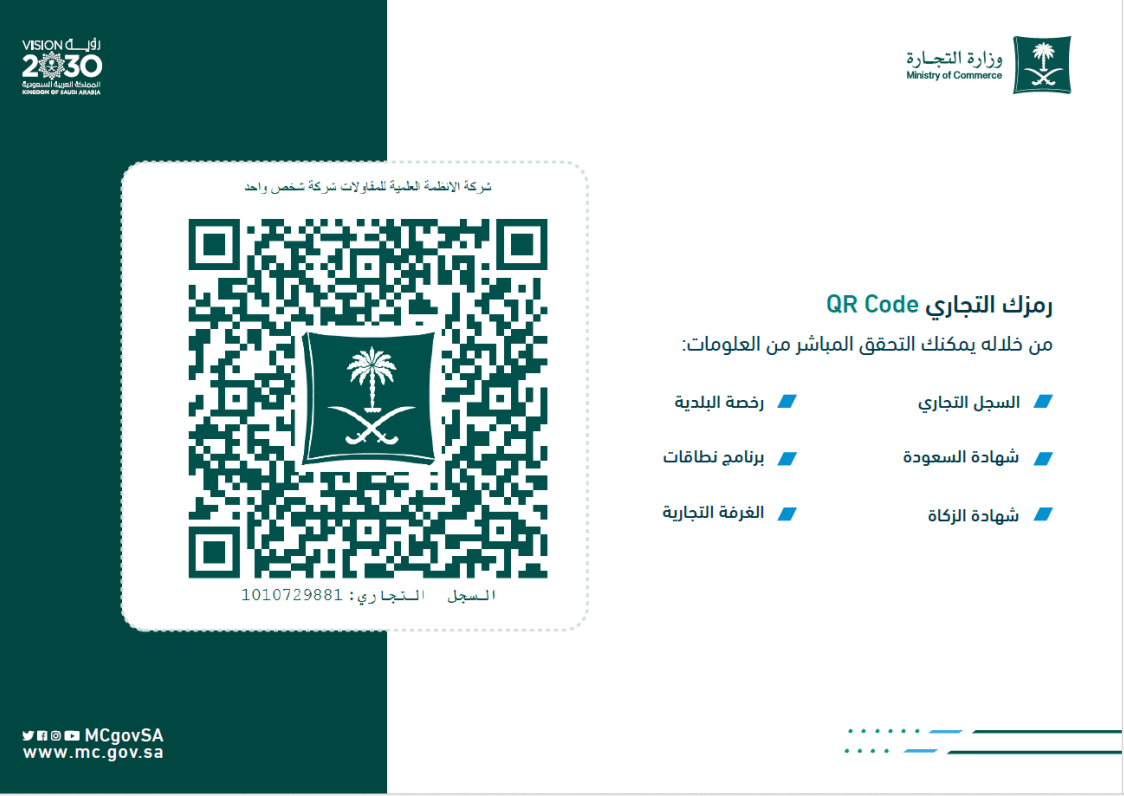 VISION رؤيــة
2030
المملكة العربية السعودية
KINGDOM OF SAUDI ARABIA
وزارة التجـارة
Ministry of Commerce
شركة الانظمة العلمية للمقاولات شركة شخص واحد
السجل التجاري: 1010729881
رمزك التجاري QR Code
من خلاله يمكنك التحقق المباشر من العلومات:
السجل التجاري
رخصة البلدية
شهادة السعودة
برنامج نطاقات
شهادة الزكاة
الغرفة التجارية
MCgovSA
www.mc.gov.sa